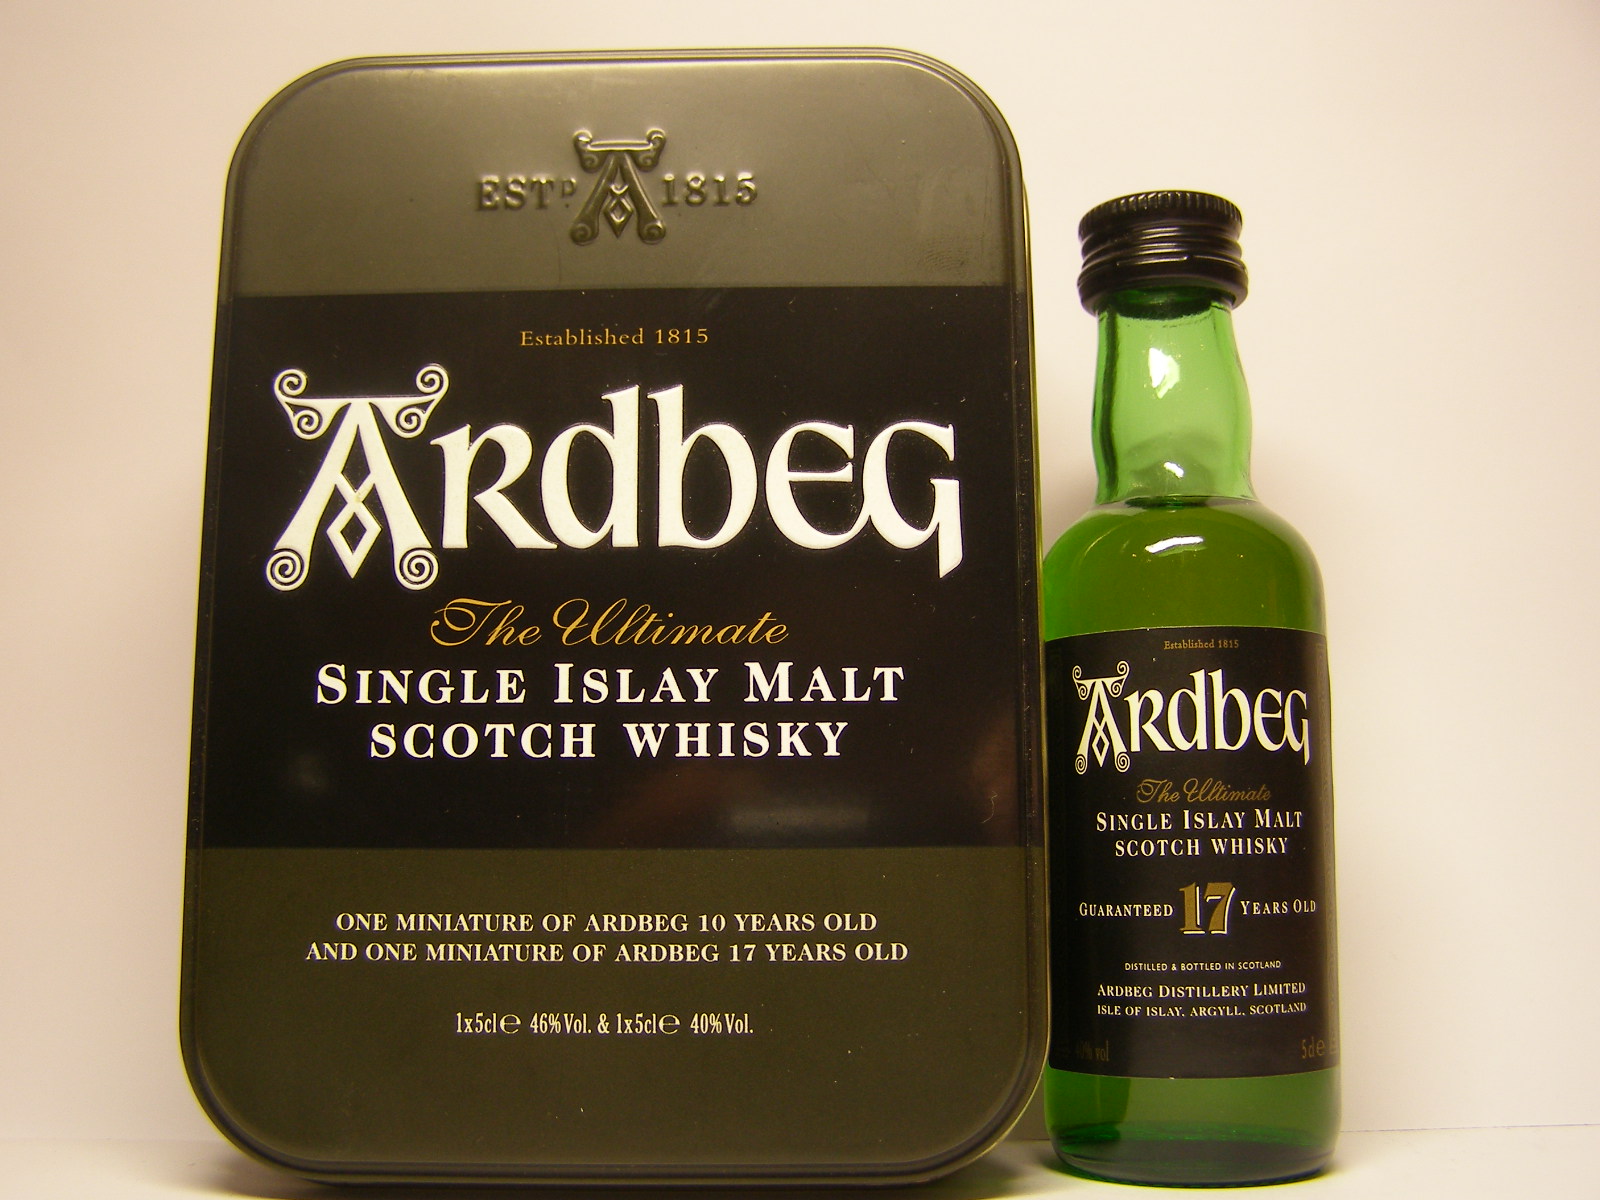 ESTD A 1815
Established 1815
Ardbeg
The Ultimate
SINGLE ISLAY MALT
SCOTCH WHISKY
ONE MINIATURE OF ARDBEG 10 YEARS OLD
AND ONE MINIATURE OF ARDBEG 17 YEARS OLD
1x5cl℮ 46%Vol. & 1x5cl℮ 40%Vol.
Established 1815
Ardbeg
The Ultimate
SINGLE ISLAY MALT
SCOTCH WHISKY
GUARANTEED 17 YEARS OLD
DISTILLED & BOTTLED IN SCOTLAND
ARDBEG DISTILLERY LIMITED
ISLE OF ISLAY, ARGYLL, SCOTLAND
40% vol 5cl℮